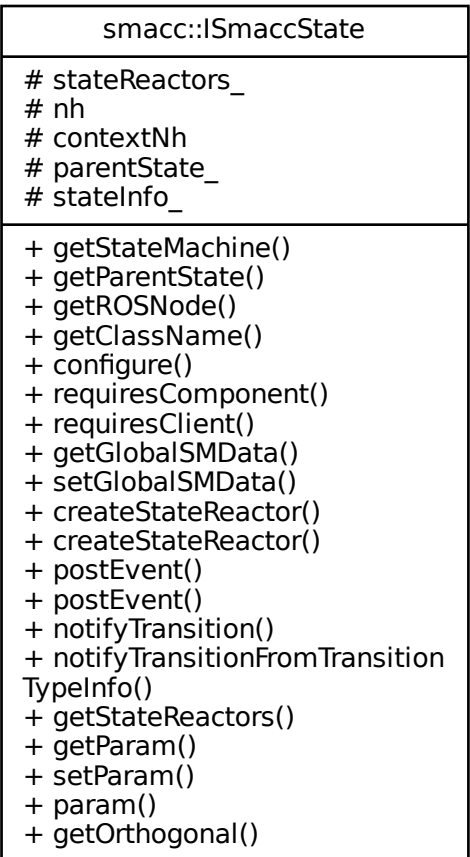 smacc::ISmaccState
# stateReactors_
# nh
# contextNh
# parentState_
# stateInfo_
+ getStateMachine()
+ getParentState()
+ getROSNode()
+ getClassName()
+ configure()
+ requiresComponent()
+ requiresClient()
+ getGlobalSMData()
+ setGlobalSMData()
+ createStateReactor()
+ createStateReactor()
+ postEvent()
+ postEvent()
+ notifyTransition()
+ notifyTransitionFromTransition
TypeInfo()
+ getStateReactors()
+ getParam()
+ setParam()
+ param()
+ getOrthogonal()